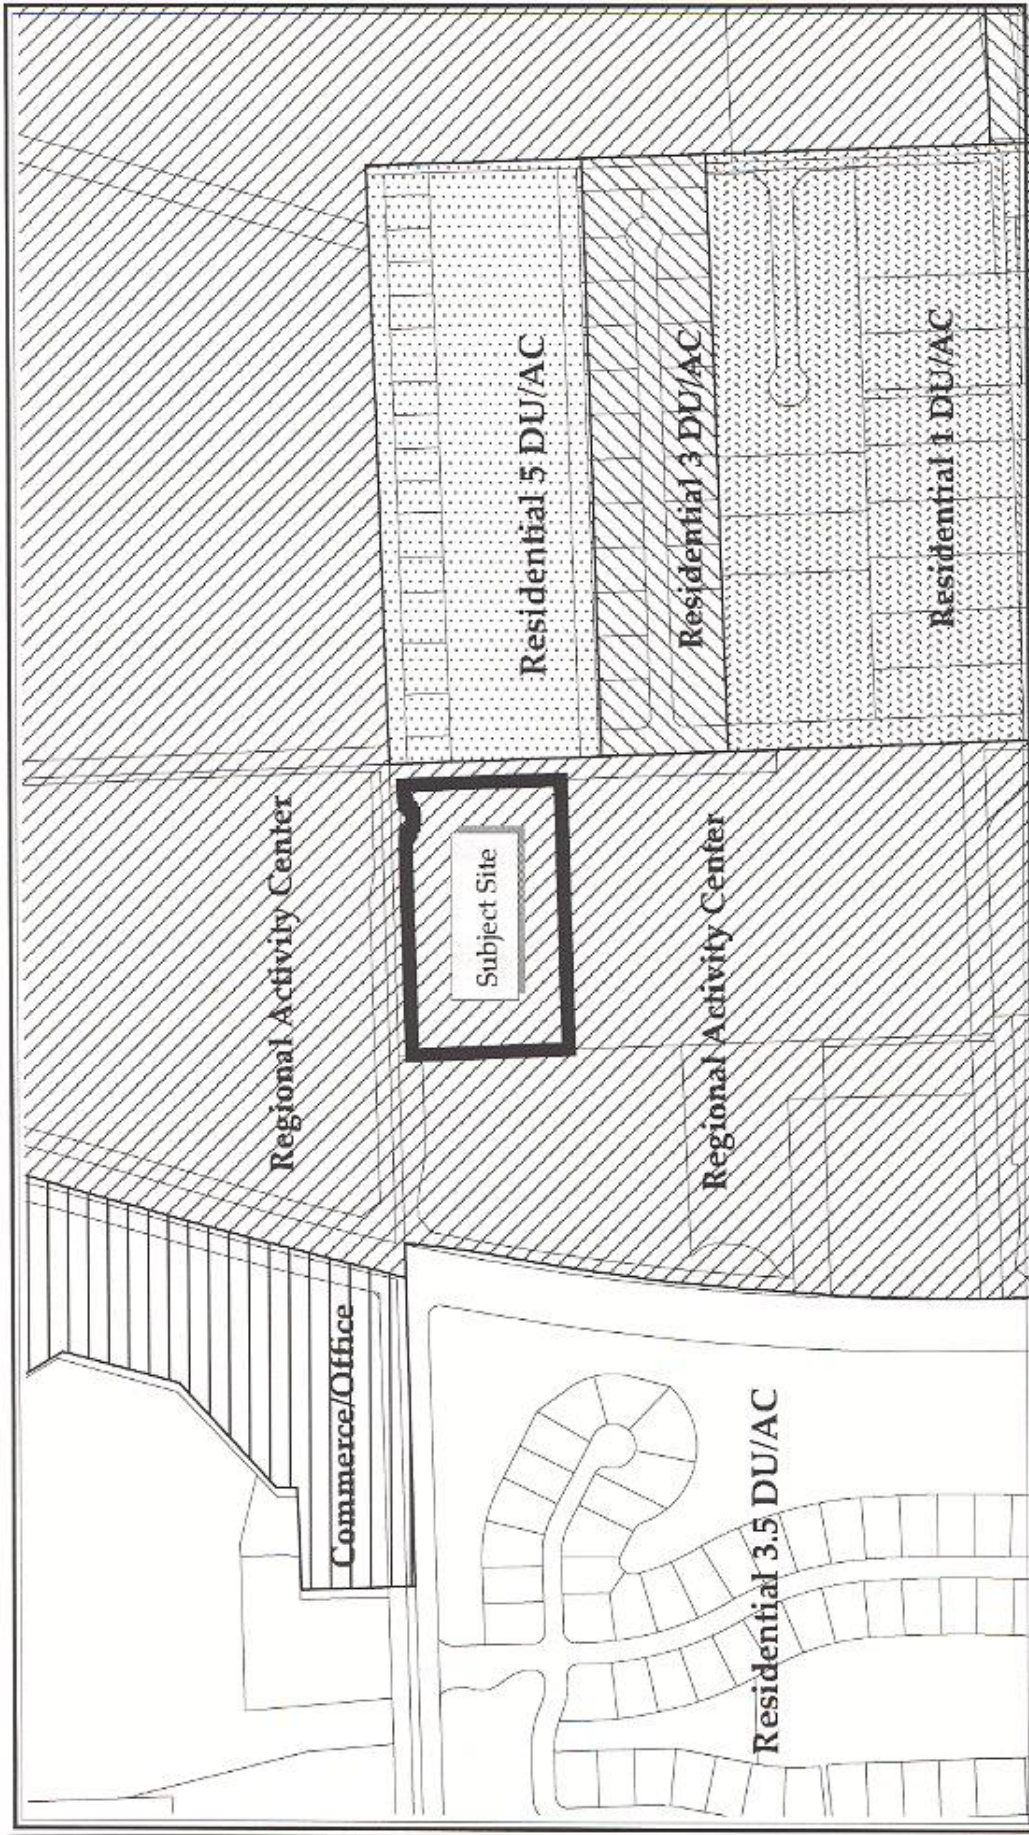 Regional Activity Center
Commerce/Office
Subject Site
Residential 5 DU/AC
Residential 3 DU/AC
Regional Activity Center
Residential 3.5 DU/AC
Residential 1 DU/AC